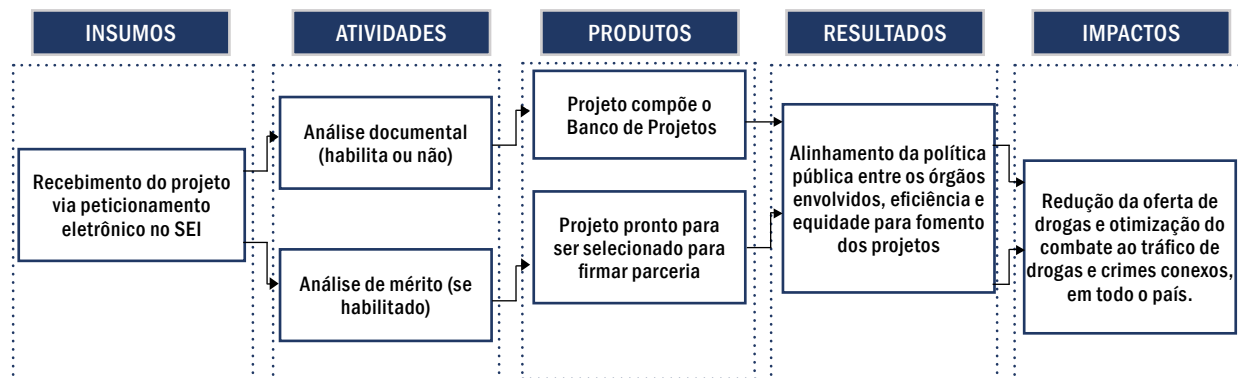 INSUMOS
ATIVIDADES
PRODUTOS
RESULTADOS
IMPACTOS
Recebimento do projeto
via peticionamento
eletrônico no SEI
Análise documental
(habilita ou não)
Análise de mérito (se
habilitado)
Projeto compõe o
Banco de Projetos
Projeto pronto para
ser selecionado para
firmar parceria
Alinhamento da política
pública entre os órgãos
envolvidos, eficiência e
equidade para fomento
dos projetos
Redução da oferta de
drogas e otimização do
combate ao tráfico de
drogas e crimes conexos,
em todo o país.